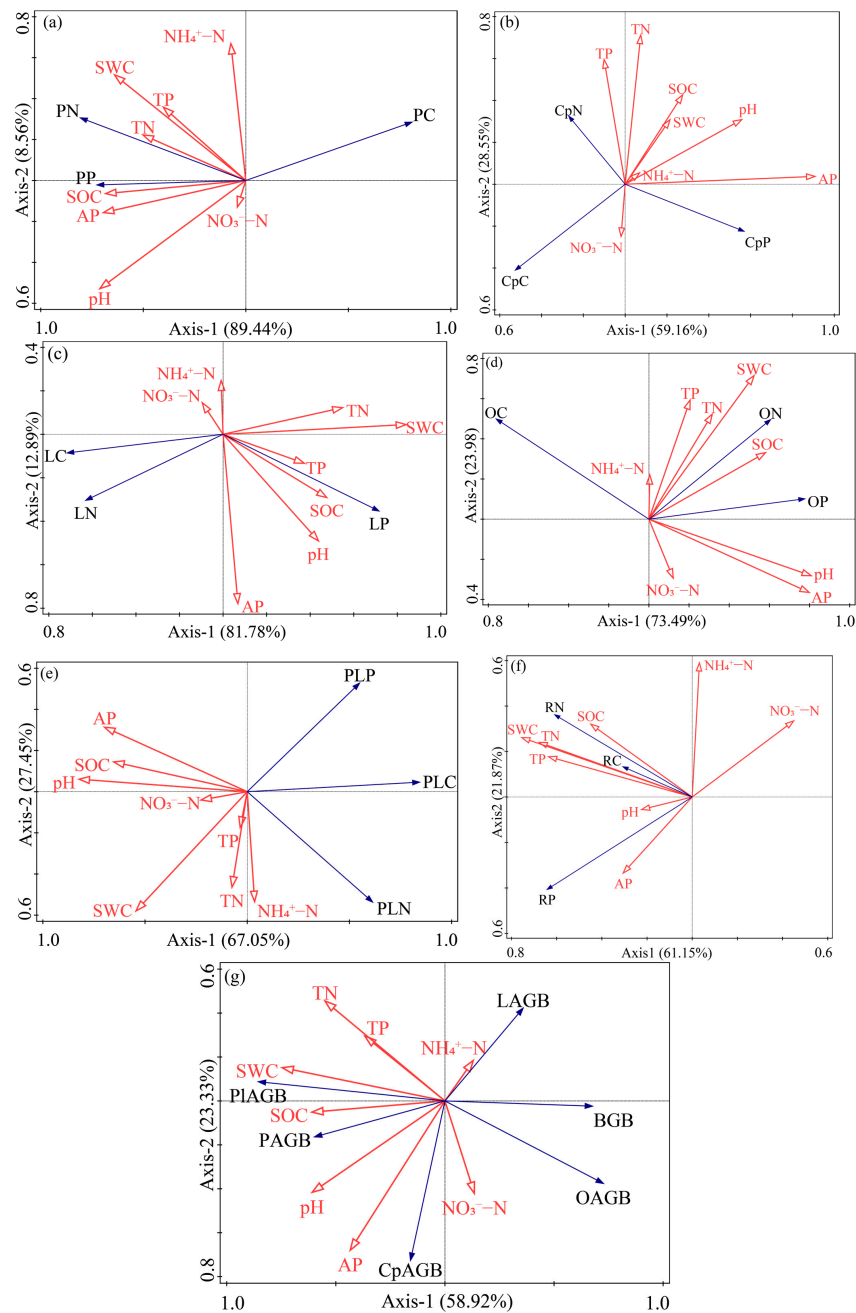 (a)
0.8
NH₄⁺−N
SWC
TP
PN
TN
PC
PP
SOC
AP
NO₃⁻−N
pH
0.6
Axis-2 (8.56%)
1.0
Axis-1 (89.44%)
1.0
(b)
0.8
TN
TP
SOC
CpN
SWC
pH
NH₄⁺−N
AP
NO₃⁻−N
CpP
CpC
0.6
Axis-2 (28.55%)
0.6
Axis-1 (59.16%)
1.0
(c)
0.4
NH₄⁺−N
NO₃⁻−N
TN
SWC
LC
TP
LN
SOC
LP
pH
AP
0.8
Axis-2 (12.89%)
0.8
Axis-1 (81.78%)
1.0
(d)
0.8
SWC
TP
OC
TN
ON
SOC
NH₄⁺−N
OP
NO₃⁻−N
pH
AP
0.4
Axis-2 (23.98)
0.8
Axis-1 (73.49%)
1.0
(e)
0.6
PLP
AP
SOC
pH
PLC
NO₃⁻−N
TP
TN
SWC
NH₄⁺−N
PLN
0.6
Axis-2 (27.45%)
1.0
Axis-1 (67.05%)
1.0
(f)
0.6
NH₄⁺−N
RN
SOC
NO₃⁻−N
SWC
TN
TP
RC
pH
AP
RP
0.6
Axis2 (21.87%)
0.8
Axis1 (61.15%)
0.6
(g)
0.6
TN
LAGB
TP
NH₄⁺−N
SWC
PlAGB
SOC
BGB
PAGB
pH
NO₃⁻−N
OAGB
AP
CpAGB
0.8
Axis-2 (23.33%)
1.0
Axis-1 (58.92%)
1.0